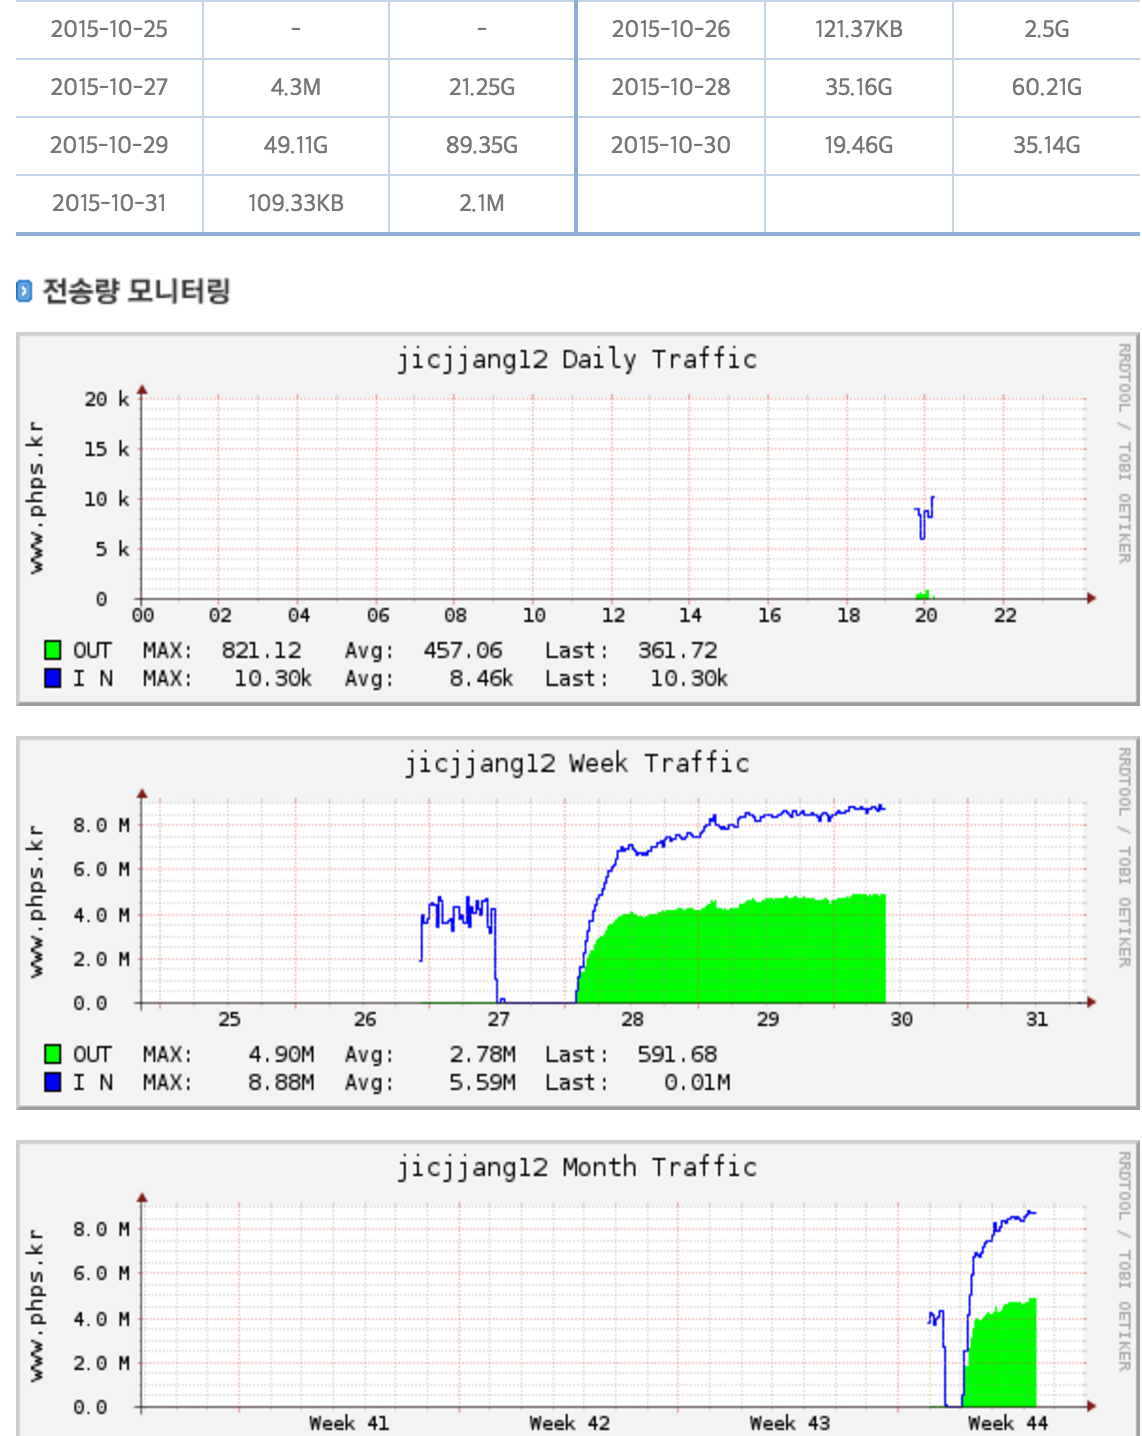 2015-10-25 - - 2015-10-26 121.37KB 2.5G
2015-10-27 4.3M 21.25G 2015-10-28 35.16G 60.21G
2015-10-29 49.11G 89.35G 2015-10-30 19.46G 35.14G
2015-10-31 109.33KB 2.1M
전송량 모니터링
jicjjang12 Daily Traffic
RRDTOOL / TOBI OETIKER
www.phps.kr
20 k
15 k
10 k
5 k
0
00 02 04 06 08 10 12 14 16 18 20 22
OUT MAX: 821.12 Avg: 457.06 Last: 361.72
I N MAX: 10.30k Avg: 8.46k Last: 10.30k
jicjjang12 Week Traffic
RRDTOOL / TOBI OETIKER
www.phps.kr
8.0 M
6.0 M
4.0 M
2.0 M
0.0
25 26 27 28 29 30 31
OUT MAX: 4.90M Avg: 2.78M Last: 591.68
I N MAX: 8.88M Avg: 5.59M Last: 0.01M
jicjjang12 Month Traffic
RRDTOOL / TOBI OETIKER
www.phps.kr
8.0 M
6.0 M
4.0 M
2.0 M
0.0
Week 41 Week 42 Week 43 Week 44